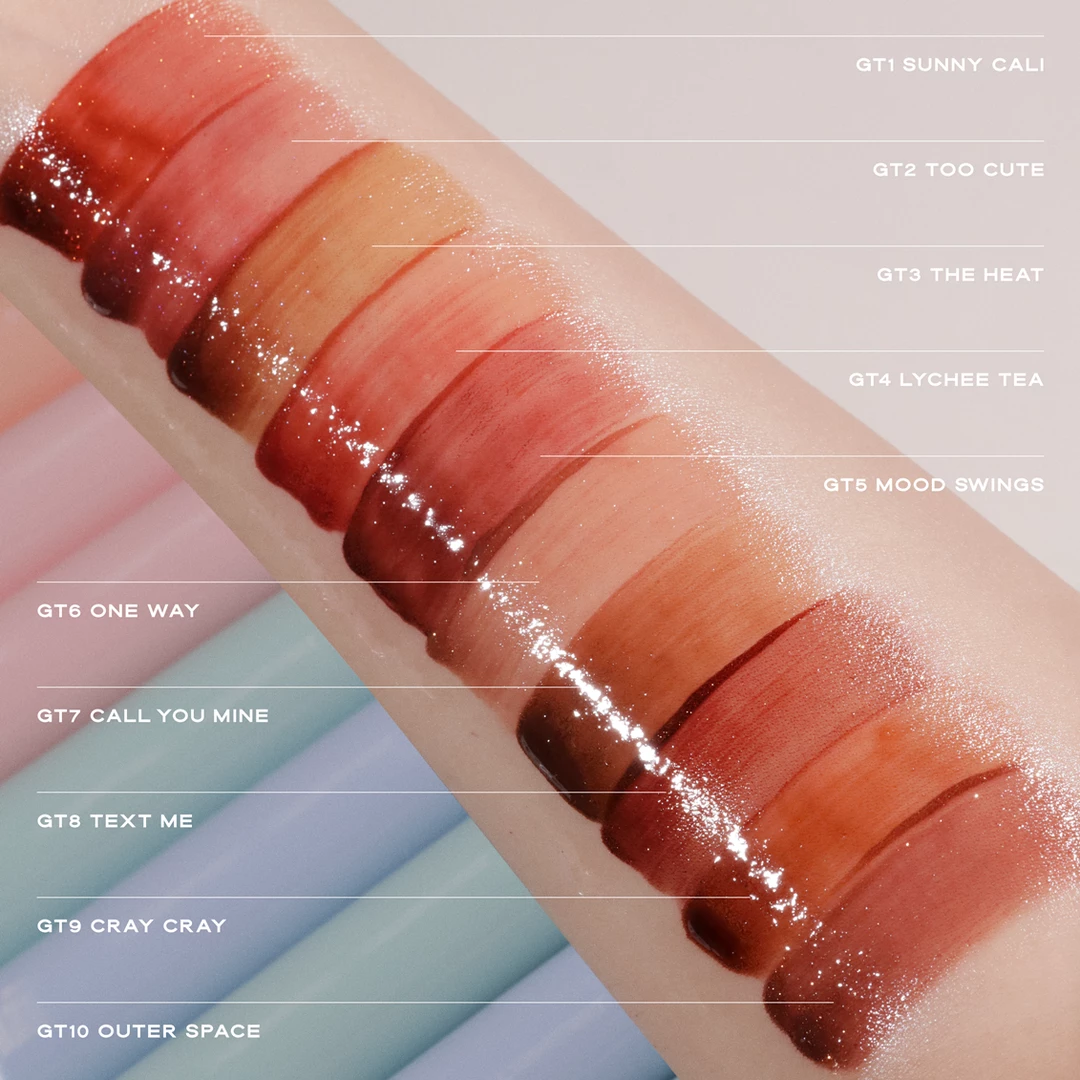 GT1 SUNNY CALI
GT2 TOO CUTE
GT3 THE HEAT
GT4 LYCHEE TEA
GT5 MOOD SWINGS
GT6 ONE WAY
GT7 CALL YOU MINE
GT8 TEXT ME
GT9 CRAY CRAY
GT10 OUTER SPACE